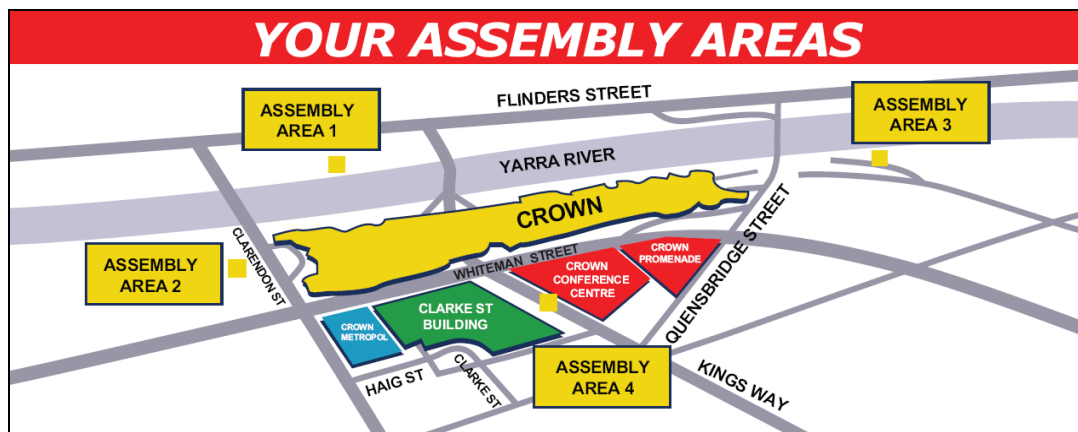 YOUR ASSEMBLY AREAS
FLINDERS STREET
ASSEMBLY
AREA 1
ASSEMBLY
AREA 3
YARRA RIVER
CROWN
CLARENDON ST
ASSEMBLY
AREA 2
WHITEMAN STREET
CROWN
PROMENADE
CROWN
CONFERENCE
CENTRE
QUENSBRIDGE STREET
CLARKE ST
BUILDING
CROWN
METROPOL
HAIG ST
CLARKE ST
ASSEMBLY
AREA 4
KINGS WAY